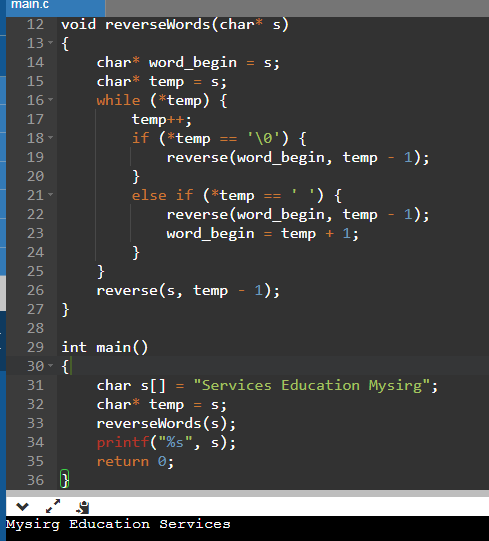 main.c
12 void reverseWords(char* s)
13 {
14     char* word_begin = s;
15     char* temp = s;
16     while (*temp) {
17         temp++;
18         if (*temp == '\0') {
19             reverse(word_begin, temp - 1);
20         }
21         else if (*temp == ' ') {
22             reverse(word_begin, temp - 1);
23             word_begin = temp + 1;
24         }
25     }
26     reverse(s, temp - 1);
27 }
28
29 int main()
30 {
31     char s[] = "Services Education Mysirg";
32     char* temp = s;
33     reverseWords(s);
34     printf("%s", s);
35     return 0;
36 }
Mysirg Education Services